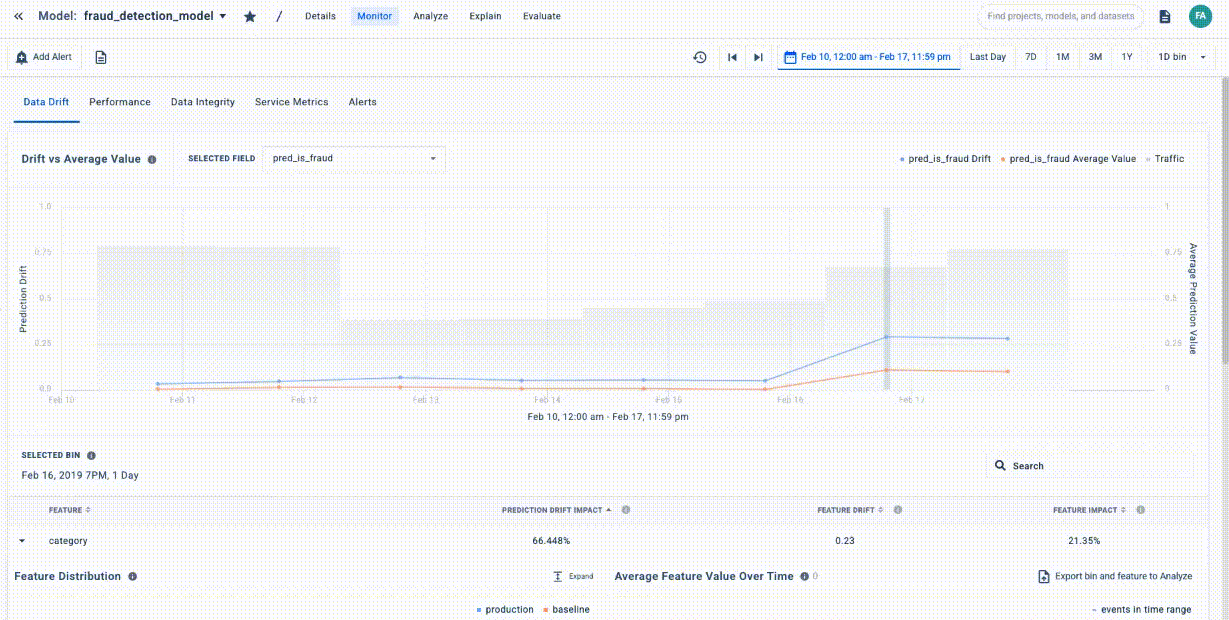 Model: fraud_detection_model / Details Monitor Analyze Explain Evaluate Find projects, models, and datasets FA
Add Alert Feb 10, 12:00 am - Feb 17, 11:59 pm Last Day 7D 1M 3M 1Y 1D bin
Data Drift Performance Data Integrity Service Metrics Alerts
Drift vs Average Value SELECTED FIELD pred_is_fraud pred_is_fraud Drift pred_is_fraud Average Value Traffic
1.0 1
0.75 0.75
0.5 0.5
0.25 0.25
0.0 0
Prediction Drift
Average Prediction Value
Feb 10 Feb 11 Feb 12 Feb 13 Feb 14 Feb 15 Feb 16 Feb 17
Feb 10, 12:00 am - Feb 17, 11:59 pm
SELECTED BIN
Feb 16, 2019 7PM, 1 Day
Search
FEATURE PREDICTION DRIFT IMPACT FEATURE DRIFT FEATURE IMPACT
category 66.448% 0.23 21.35%
Feature Distribution Expand Average Feature Value Over Time () Export bin and feature to Analyze
production baseline events in time range